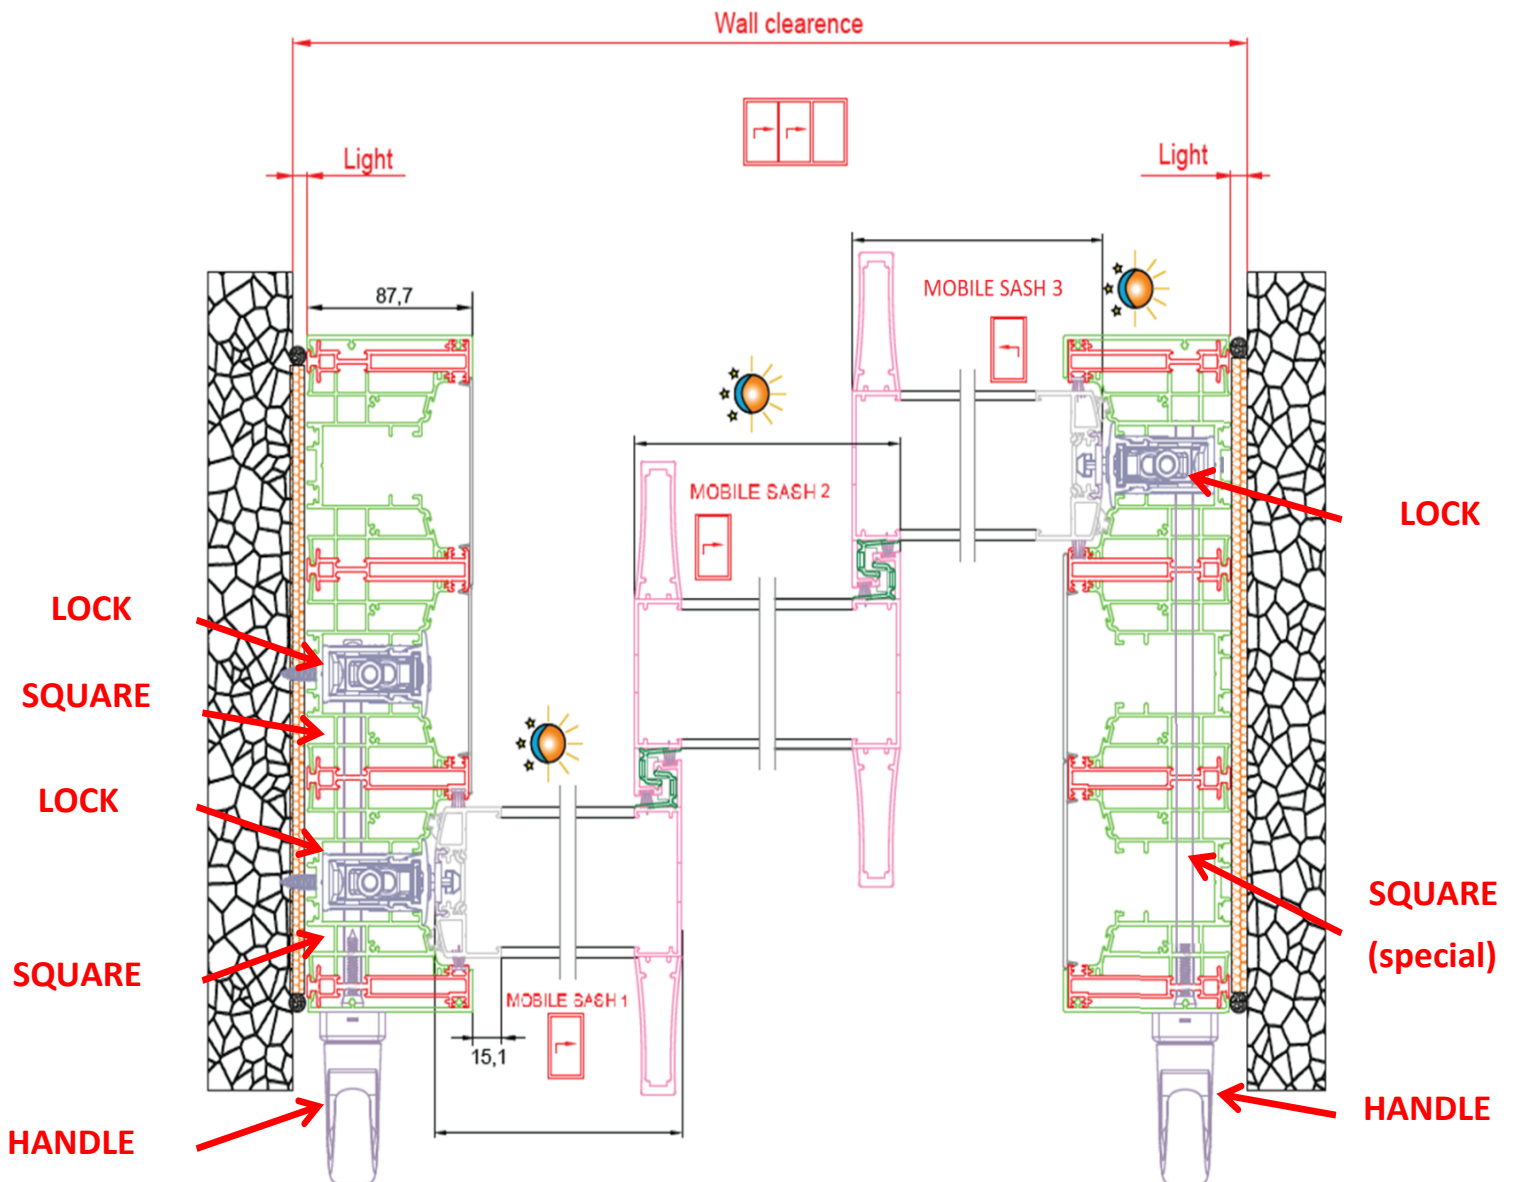 Wall clearence
Light
Light
87,7
MOBILE SASH 3
MOBILE SASH 2
LOCK
LOCK
SQUARE
LOCK
SQUARE
(special)
SQUARE
MOBILE SASH 1
15,1
HANDLE
HANDLE